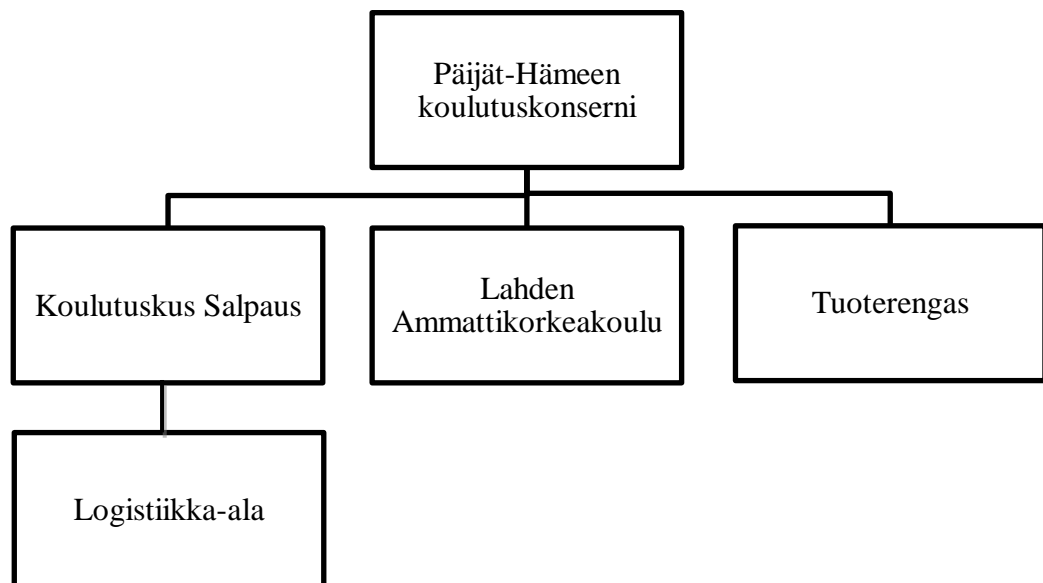 Päijät-Hämeen
koulutuskonserni
Koulutuskus Salpaus
Lahden
Ammattikorkeakoulu
Tuoterengas
Logistiikka-ala